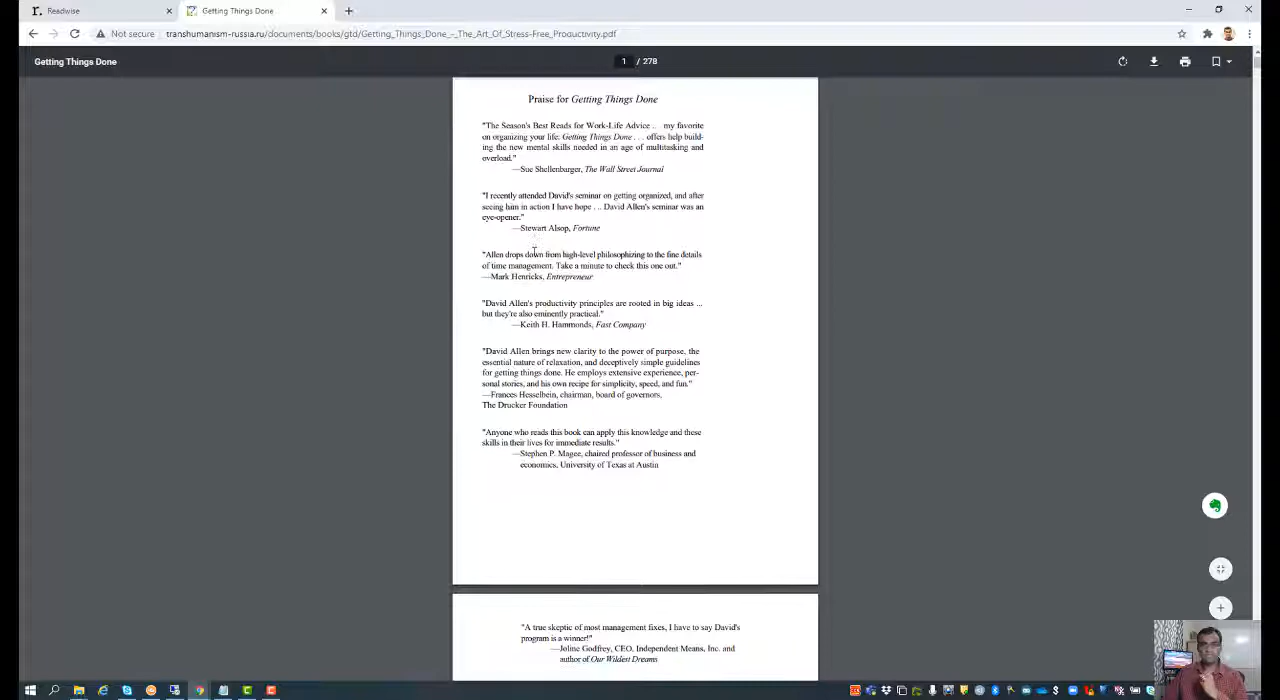 Readwise
Getting Things Done
Not secure
transhumanism-russia.ru/documents/books/gtd/Getting_Things_Done_-_The_Art_Of_Stress-Free_Productivity.pdf
Getting Things Done
1 / 278
Praise for Getting Things Done
"The Season's Best Reads for Work-Life Advice .. my favorite
on organizing your life: Getting Things Done . . . offers help build-
ing the new mental skills needed in an age of multitasking and
overload."
—Sue Shellenbarger, The Wall Street Journal
"I recently attended David's seminar on getting organized, and after
seeing him in action I have hope . .. David Allen's seminar was an
eye-opener."
—Stewart Alsop, Fortune
"Allen drops down from high-level philosophizing to the fine details
of time management. Take a minute to check this one out."
—Mark Henricks, Entrepreneur
"David Allen's productivity principles are rooted in big ideas ...
but they're also eminently practical."
—Keith H. Hammonds, Fast Company
"David Allen brings new clarity to the power of purpose, the
essential nature of relaxation, and deceptively simple guidelines
for getting things done. He employs extensive experience, per-
sonal stories, and his own recipe for simplicity, speed, and fun."
—Frances Hesselbein, chairman, board of governors,
The Drucker Foundation
"Anyone who reads this book can apply this knowledge and these
skills in their lives for immediate results."
—Stephen P. Magee, chaired professor of business and
economics, University of Texas at Austin
"A true skeptic of most management fixes, I have to say David's
program is a winner!"
—Joline Godfrey, CEO, Independent Means, Inc. and
author of Our Wildest Dreams